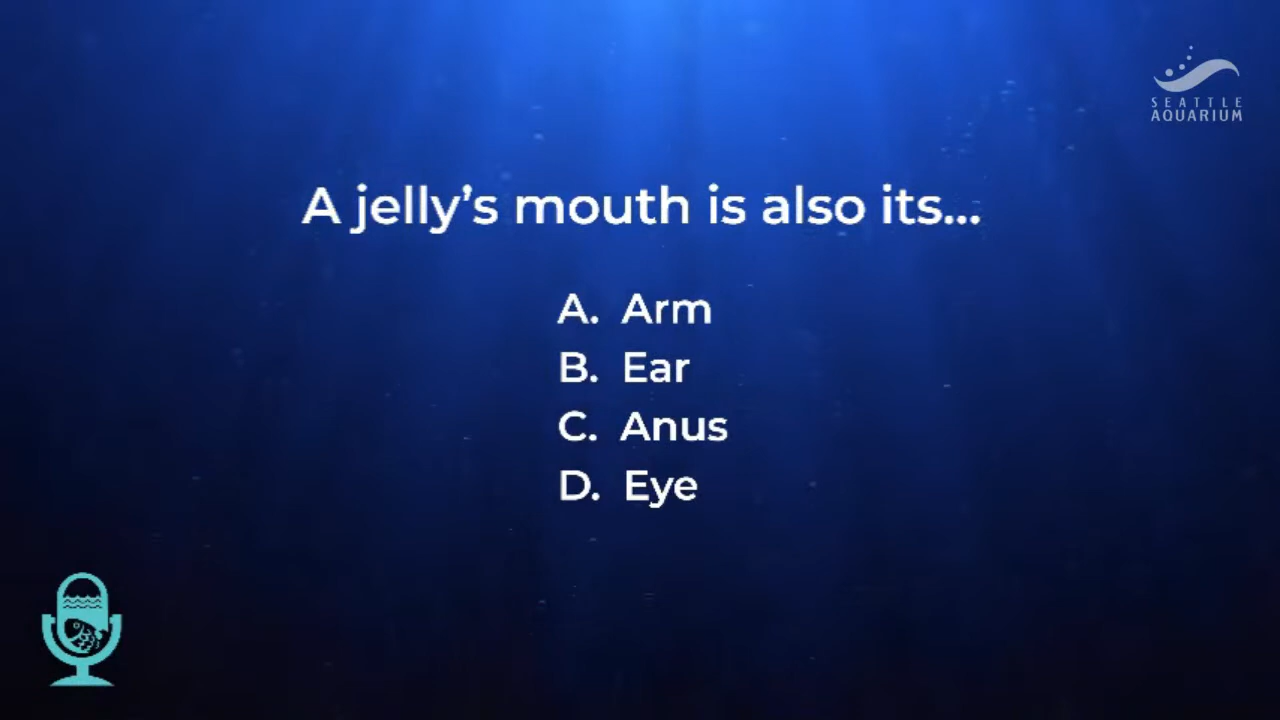 SEATTLE
AQUARIUM
A jelly’s mouth is also its...
A. Arm
B. Ear
C. Anus
D. Eye